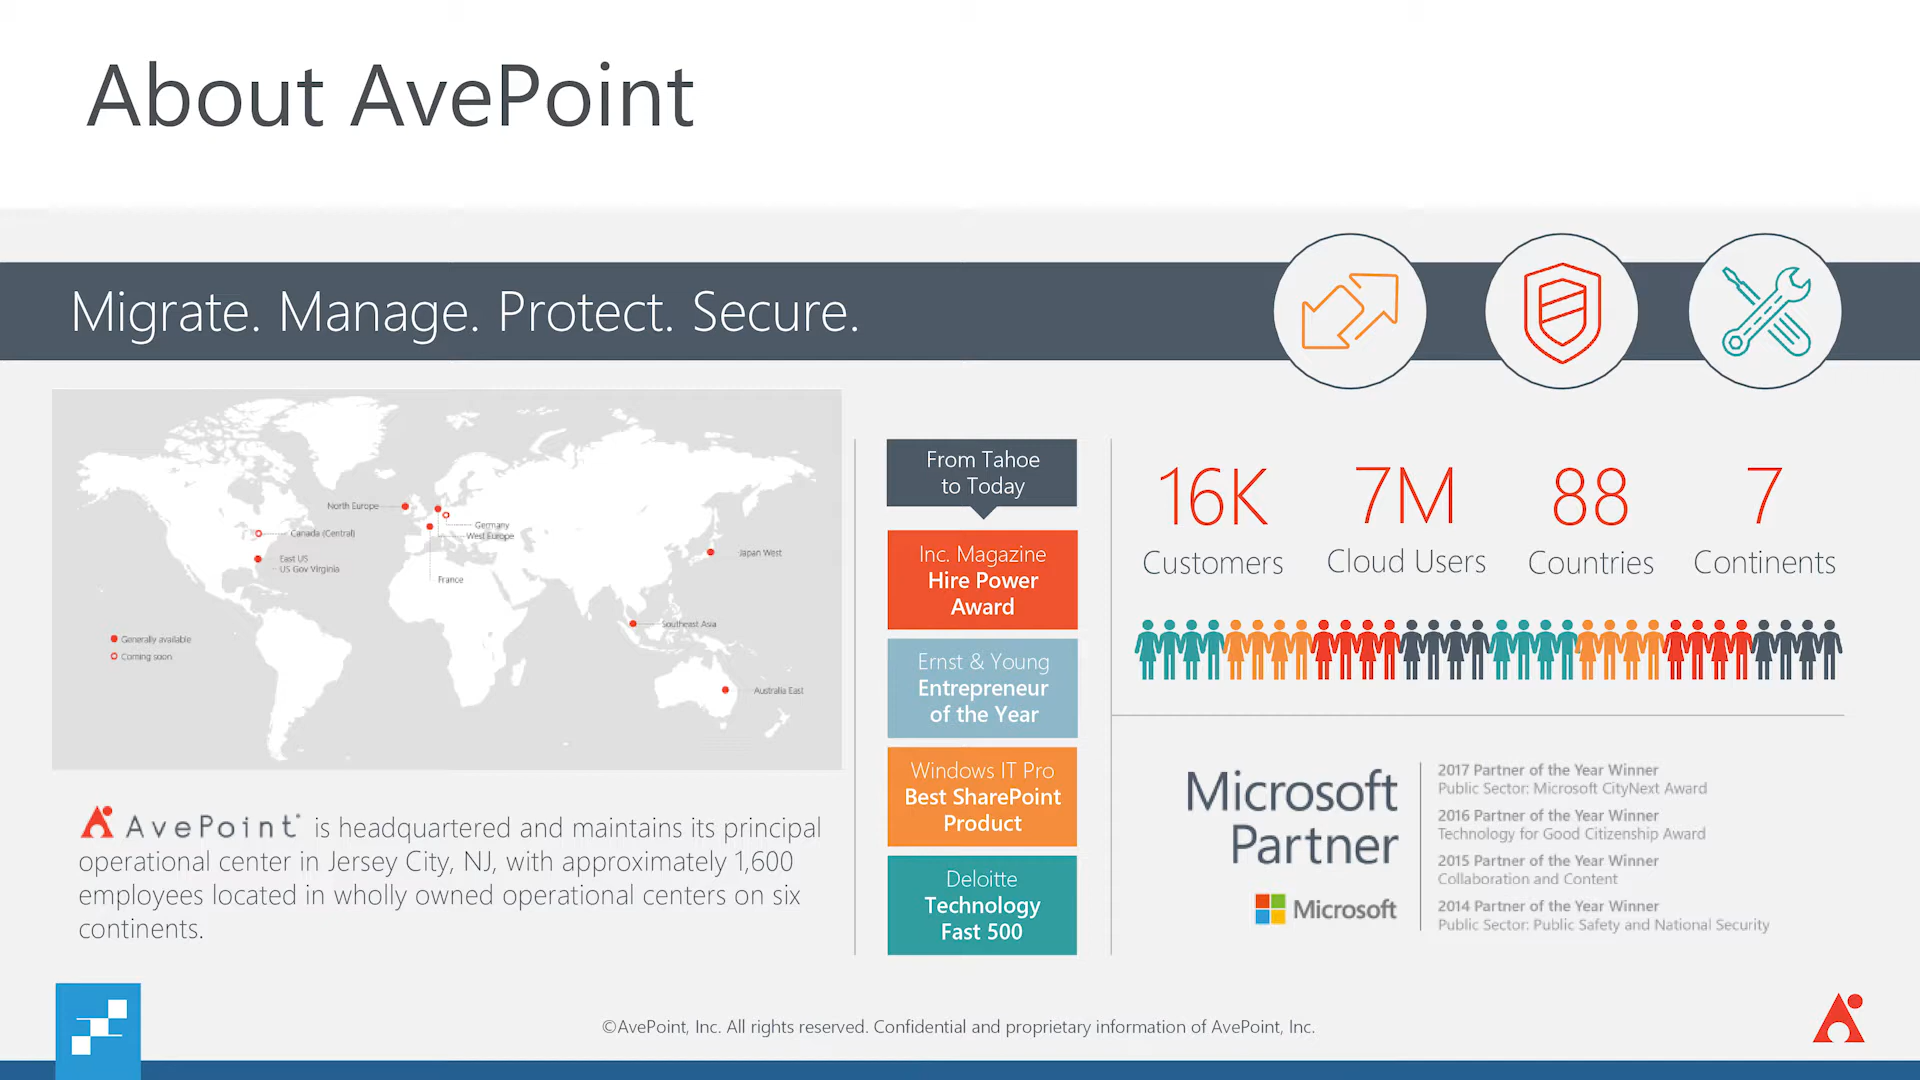 About AvePoint
Migrate. Manage. Protect. Secure.
North Europe
Canada (Central)
East US
US Gov Virginia
Germany
West Europe
France
Japan West
Southeast Asia
Australia East
Generally available
Coming soon
AvePoint is headquartered and maintains its principal
operational center in Jersey City, NJ, with approximately 1,600
employees located in wholly owned operational centers on six
continents.
From Tahoe
to Today
Inc. Magazine
Hire Power
Award
Ernst & Young
Entrepreneur
of the Year
Windows IT Pro
Best SharePoint
Product
Deloitte
Technology
Fast 500
16K
Customers
7M
Cloud Users
88
Countries
7
Continents
Microsoft
Partner
Microsoft
2017 Partner of the Year Winner
Public Sector: Microsoft CityNext Award
2016 Partner of the Year Winner
Technology for Good Citizenship Award
2015 Partner of the Year Winner
Collaboration and Content
2014 Partner of the Year Winner
Public Sector: Public Safety and National Security
©AvePoint, Inc. All rights reserved. Confidential and proprietary information of AvePoint, Inc.